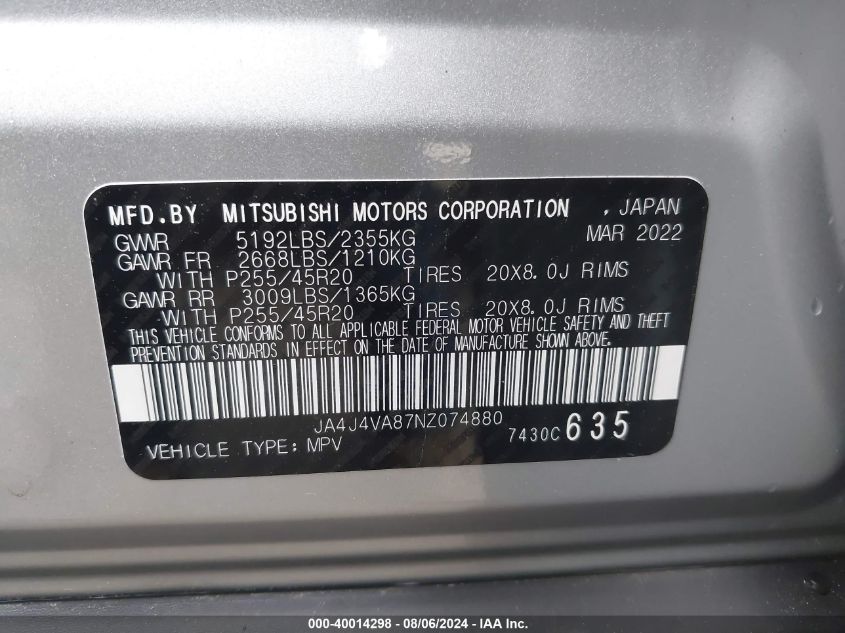 MFD.BY MITSUBISHI MOTORS CORPORATION , JAPAN
GVWR 5192LBS/2355KG MAR 2022
GAWR FR 2668LBS/1210KG
WITH P255/45R20 TIRES 20X8.0J RIMS
GAWR RR 3009LBS/1365KG
WITH P255/45R20 TIRES 20X8.0J RIMS
THIS VEHICLE CONFORMS TO ALL APPLICABLE FEDERAL MOTOR VEHICLE SAFETY AND THEFT
PREVENTION STANDARDS IN EFFECT ON THE DATE OF MANUFACTURE SHOWN ABOVE.
JA4J4VA87NZ074880
VEHICLE TYPE: MPV 7430C 635
000-40014298 - 08/06/2024 - IAA Inc.